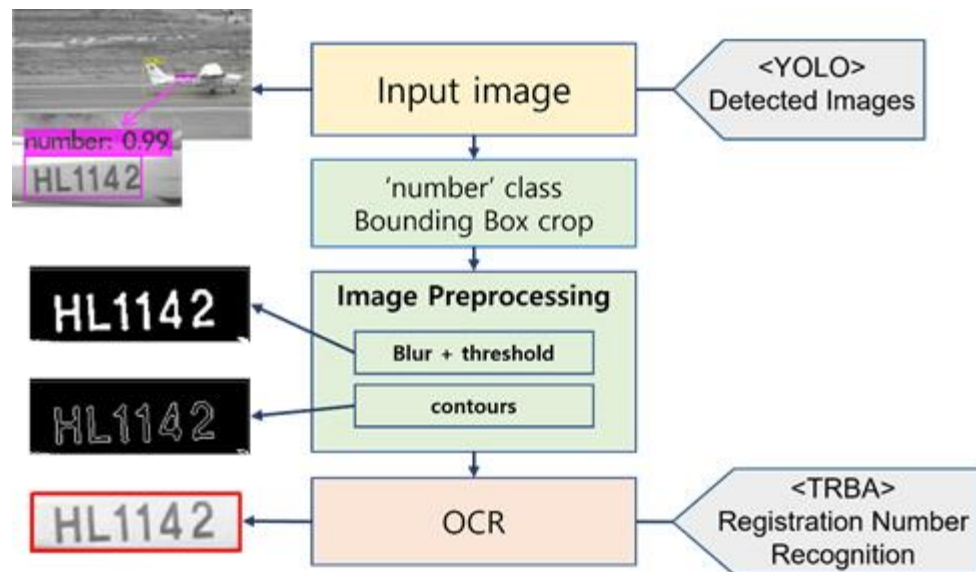 Input image
<YOLO>
Detected Images
number: 0.99
HL1142
'number' class
Bounding Box crop
Image Preprocessing
HL1142
Blur + threshold
HL1142
contours
HL1142
OCR
<TRBA>
Registration Number
Recognition